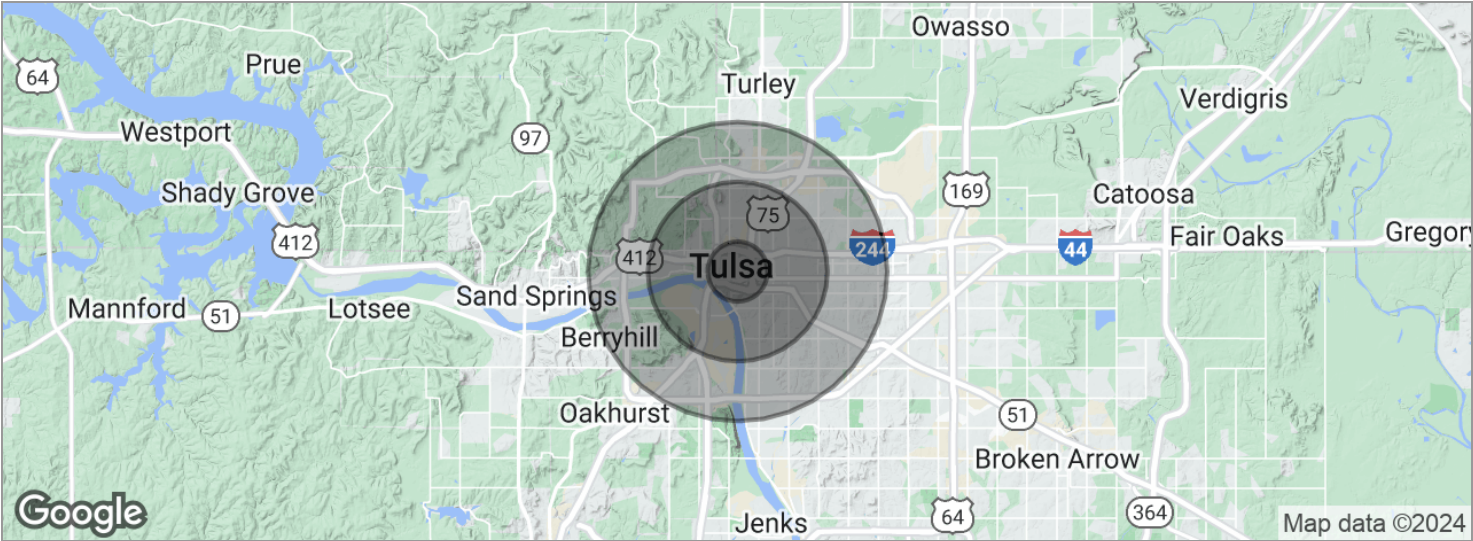 Owasso
Prue
64
Turley
Verdigris
Westport
97
Shady Grove
169
Catoosa
75
412
412
244
44
Fair Oaks
Gregory
Tulsa
Sand Springs
Mannford
51
Lotsee
Berryhill
Oakhurst
51
Broken Arrow
Google
Jenks
64
364
Map data ©2024